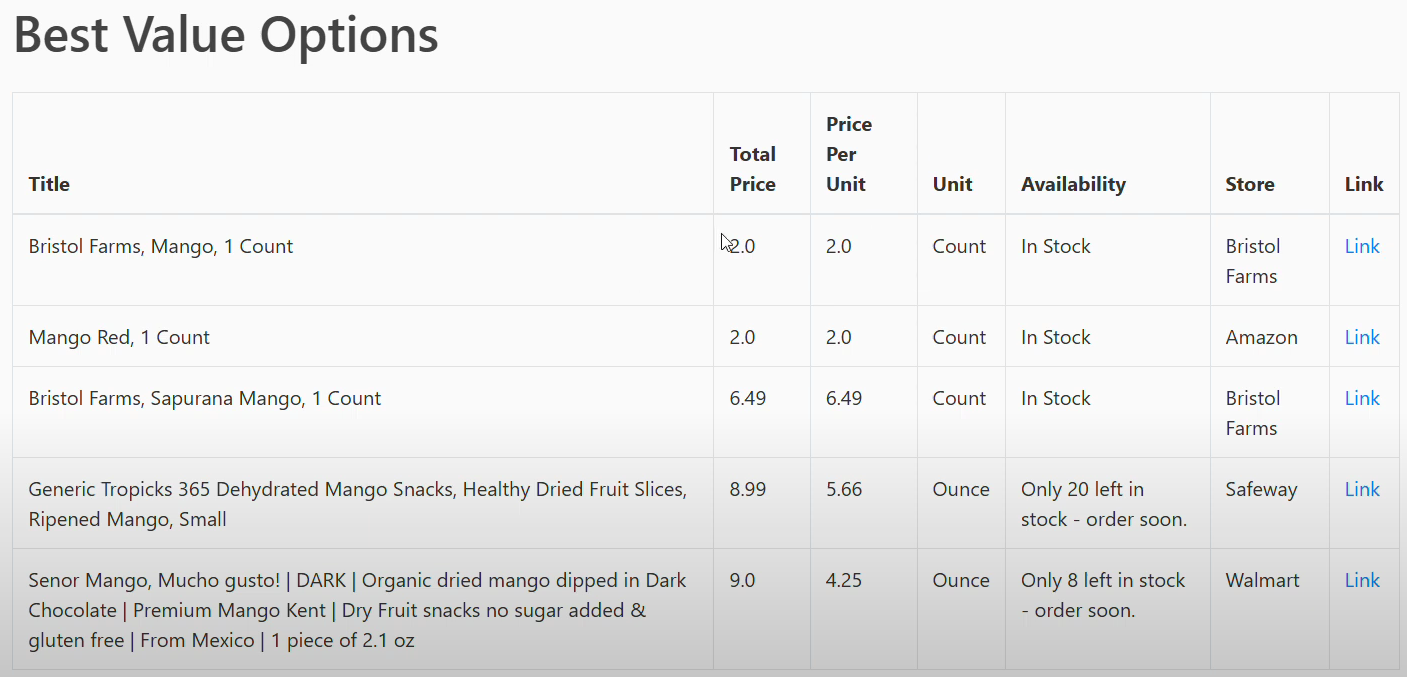 Best Value Options
Title
Total
Price
Price
Per
Unit
Unit
Availability
Store
Link
Bristol Farms, Mango, 1 Count
2.0
2.0
Count
In Stock
Bristol
Farms
Link
Mango Red, 1 Count
2.0
2.0
Count
In Stock
Amazon
Link
Bristol Farms, Sapurana Mango, 1 Count
6.49
6.49
Count
In Stock
Bristol
Farms
Link
Generic Tropicks 365 Dehydrated Mango Snacks, Healthy Dried Fruit Slices,
Ripened Mango, Small
8.99
5.66
Ounce
Only 20 left in
stock - order soon.
Safeway
Link
Senor Mango, Mucho gusto! | DARK | Organic dried mango dipped in Dark
Chocolate | Premium Mango Kent | Dry Fruit snacks no sugar added &
gluten free | From Mexico | 1 piece of 2.1 oz
9.0
4.25
Ounce
Only 8 left in stock
- order soon.
Walmart
Link